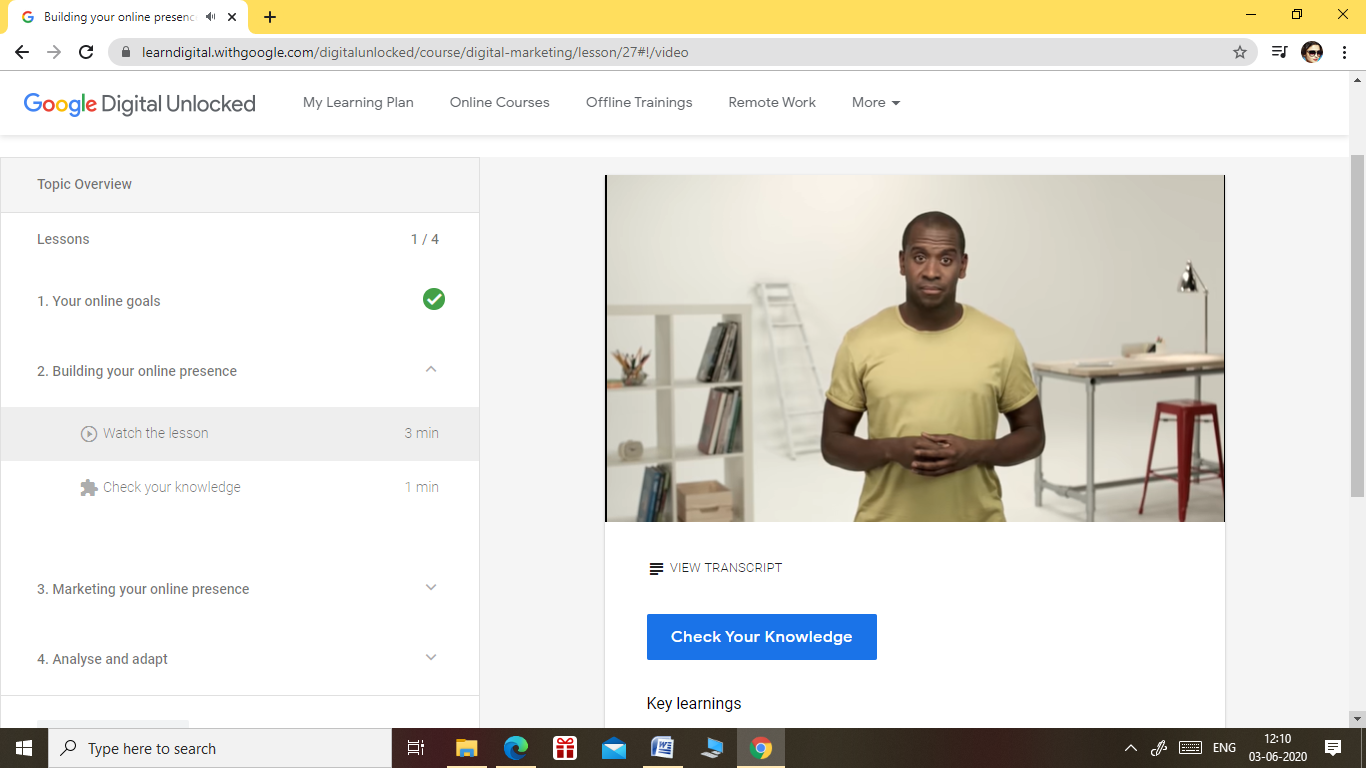 Building your online presenc
learndigital.withgoogle.com/digitalunlocked/course/digital-marketing/lesson/27#!/video
Google Digital Unlocked
My Learning Plan
Online Courses
Offline Trainings
Remote Work
More
Topic Overview
Lessons 1 / 4
1. Your online goals
2. Building your online presence
Watch the lesson 3 min
Check your knowledge 1 min
3. Marketing your online presence
4. Analyse and adapt
VIEW TRANSCRIPT
Check Your Knowledge
Key learnings
Type here to search
ENG
12:10
03-06-2020